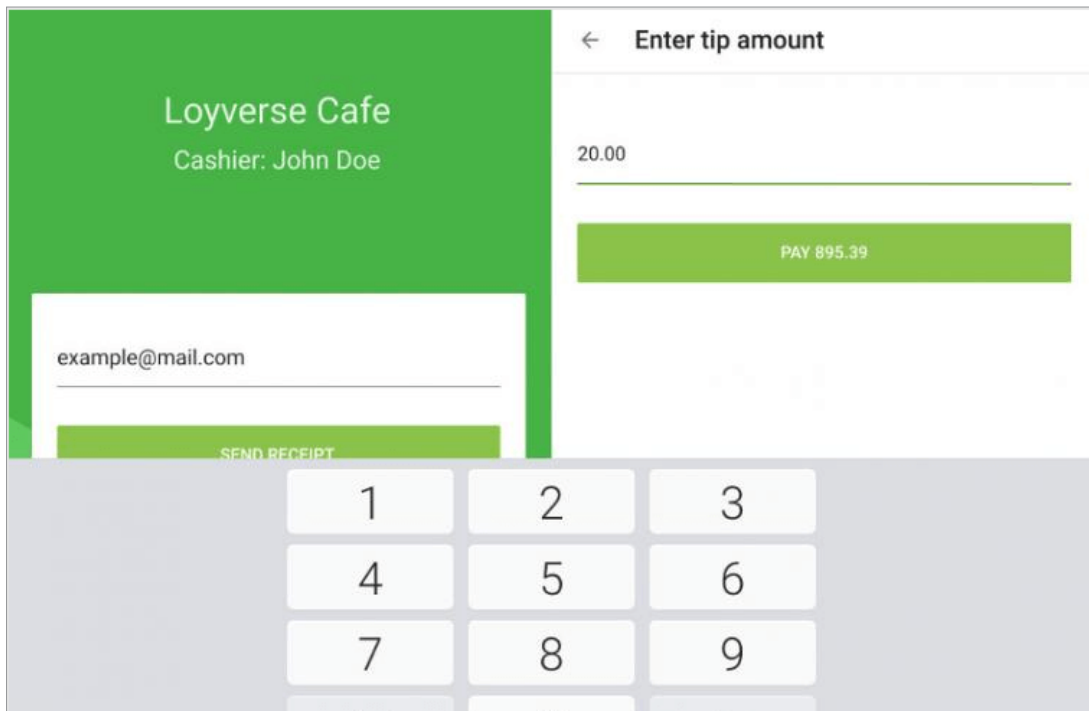 Loyverse Cafe
Cashier: John Doe
example@mail.com
SEND RECEIPT
← Enter tip amount
20.00
PAY 895.39
1 2 3
4 5 6
7 8 9